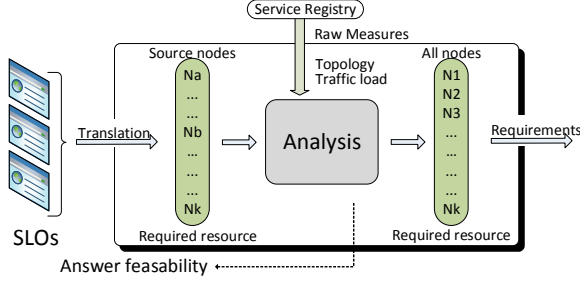 Service Registry
Raw Measures
Source nodes
All nodes
Topology
Traffic load
Na
...
...
Nb
...
...
...
Nk
Translation
Analysis
N1
N2
N3
...
...
...
...
Nk
Requirements
SLOs
Required resource
Required resource
Answer feasability